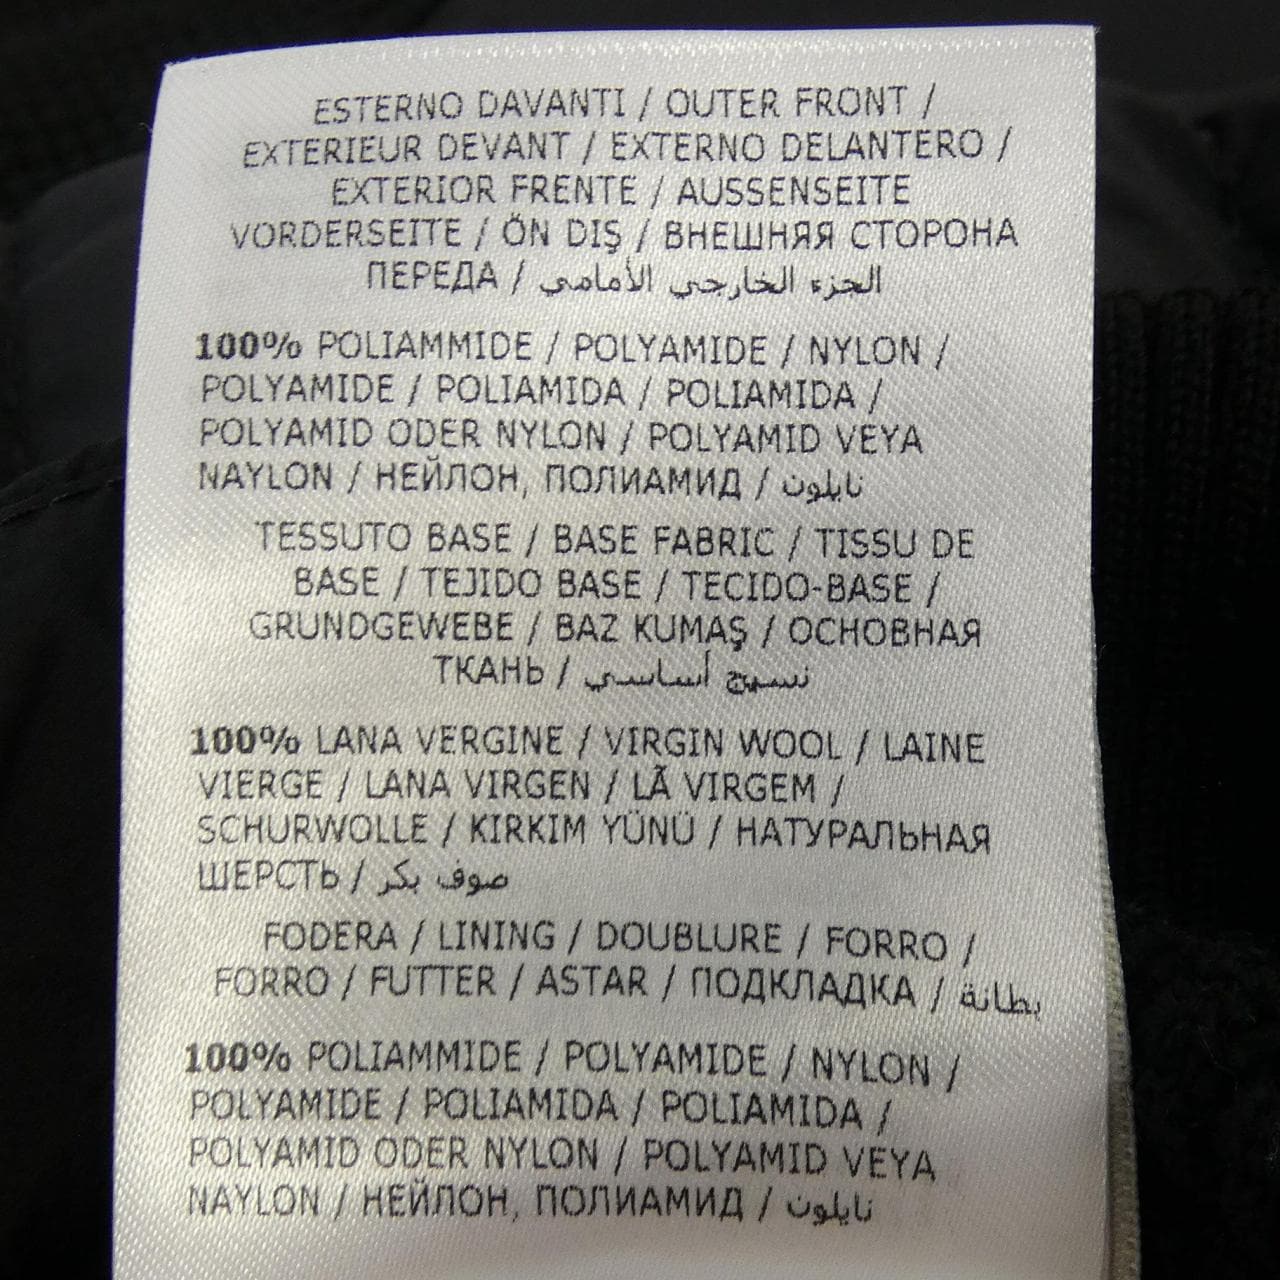 ESTERNO DAVANTI / OUTER FRONT /
EXTERIEUR DEVANT / EXTERNO DELANTERO /
EXTERIOR FRENTE / AUSSENSEITE
VORDERSEITE / ÖN DIŞ / ВНЕШНЯЯ СТОРОНА
ПЕРЕДА / الجزء الخارجي الأمامي
100% POLIAMMIDE / POLYAMIDE / NYLON /
POLYAMIDE / POLIAMIDA / POLIAMIDA /
POLYAMID ODER NYLON / POLYAMID VEYA
NAYLON / НЕЙЛОН, ПОЛИАМИД / نايلون
TESSUTO BASE / BASE FABRIC / TISSU DE
BASE / TEJIDO BASE / TECIDO-BASE /
GRUNDGEWEBE / BAZ KUMAŞ / ОСНОВНАЯ
ТКАНЬ / نسيج أساسي
100% LANA VERGINE / VIRGIN WOOL / LAINE
VIERGE / LANA VIRGEN / LÃ VIRGEM /
SCHURWOLLE / KIRKIM YÜNÜ / НАТУРАЛЬНАЯ
ШЕРСТЬ / صوف بكر
FODERA / LINING / DOUBLURE / FORRO /
FORRO / FUTTER / ASTAR / ПОДКЛАДКА / بطانة
100% POLIAMMIDE / POLYAMIDE / NYLON /
POLYAMIDE / POLIAMIDA / POLIAMIDA /
POLYAMID ODER NYLON / POLYAMID VEYA
NAYLON / НЕЙЛОН, ПОЛИАМИД / نايلون